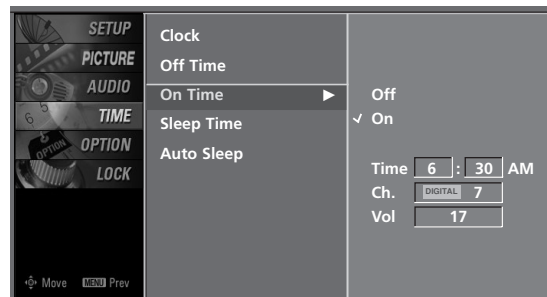 SETUP
PICTURE
AUDIO
TIME
OPTION
LOCK
Move MENU Prev
Clock
Off Time
On Time ►
Sleep Time
Auto Sleep
Off
✓ On
Time 6 : 30 AM
Ch. DIGITAL 7
Vol 17